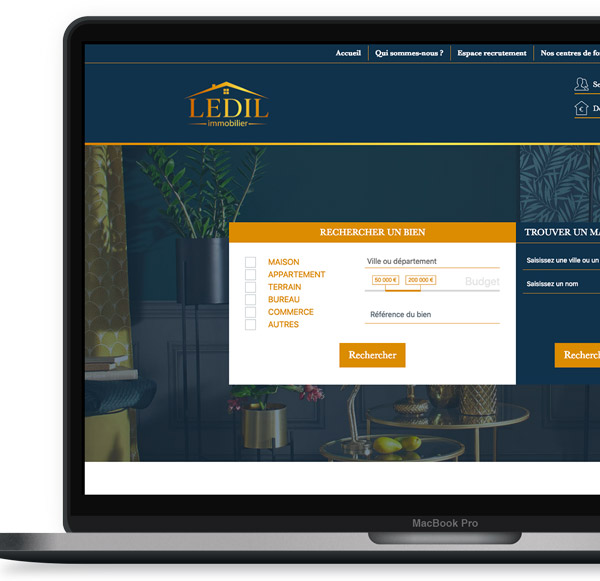 Accueil
Qui sommes-nous ?
Espace recrutement
Nos centres de fo
Se
LEDIL
immobilier
RECHERCHER UN BIEN
MAISON
APPARTEMENT
TERRAIN
BUREAU
COMMERCE
AUTRES
Ville ou département
50 000 €
200 000 €
Budget
Référence du bien
Rechercher
TROUVER UN MA
Saisissez une ville ou un
Saisissez un nom
Recherch
MacBook Pro